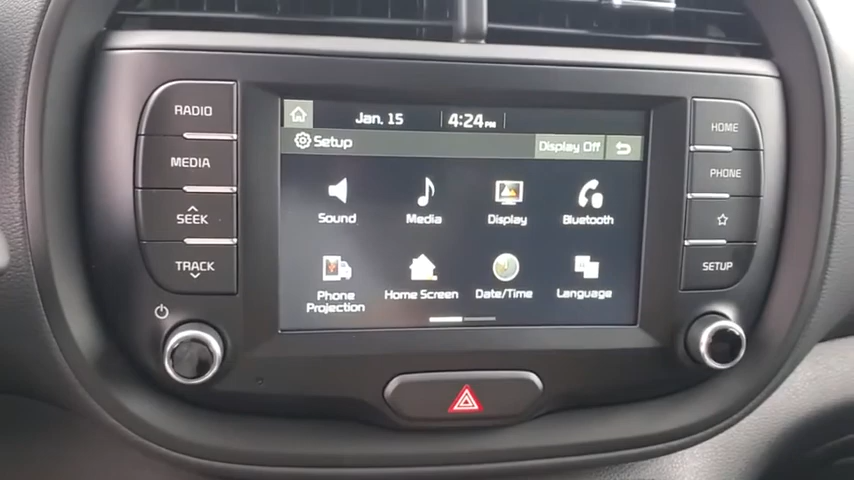 RADIO
MEDIA
SEEK
TRACK
Jan. 15
4:24PM
Setup
Display Off
Sound
Media
Display
Bluetooth
Phone
Projection
Home Screen
Date/Time
Language
HOME
PHONE
SETUP